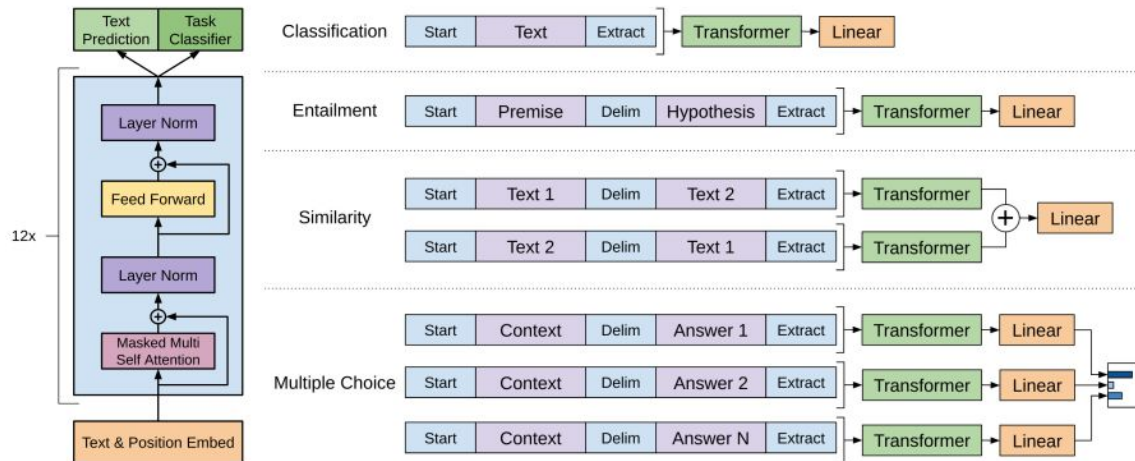 Text
Prediction
Task
Classifier
12x
Layer Norm
Feed Forward
Layer Norm
Masked Multi
Self Attention
Text & Position Embed
Classification
Start Text Extract Transformer Linear
Entailment
Start Premise Delim Hypothesis Extract Transformer Linear
Similarity
Start Text 1 Delim Text 2 Extract Transformer
Start Text 2 Delim Text 1 Extract Transformer
Linear
Multiple Choice
Start Context Delim Answer 1 Extract Transformer Linear
Start Context Delim Answer 2 Extract Transformer Linear
Start Context Delim Answer N Extract Transformer Linear